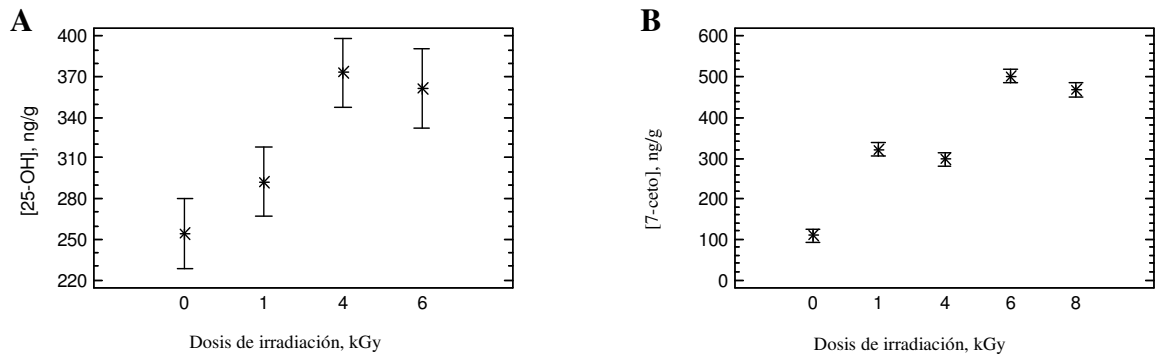 A
[25-OH], ng/g
400
370
340
310
280
250
220
0 1 4 6
Dosis de irradiación, kGy
B
[7-ceto], ng/g
600
500
400
300
200
100
0
0 1 4 6 8
Dosis de irradiación, kGy